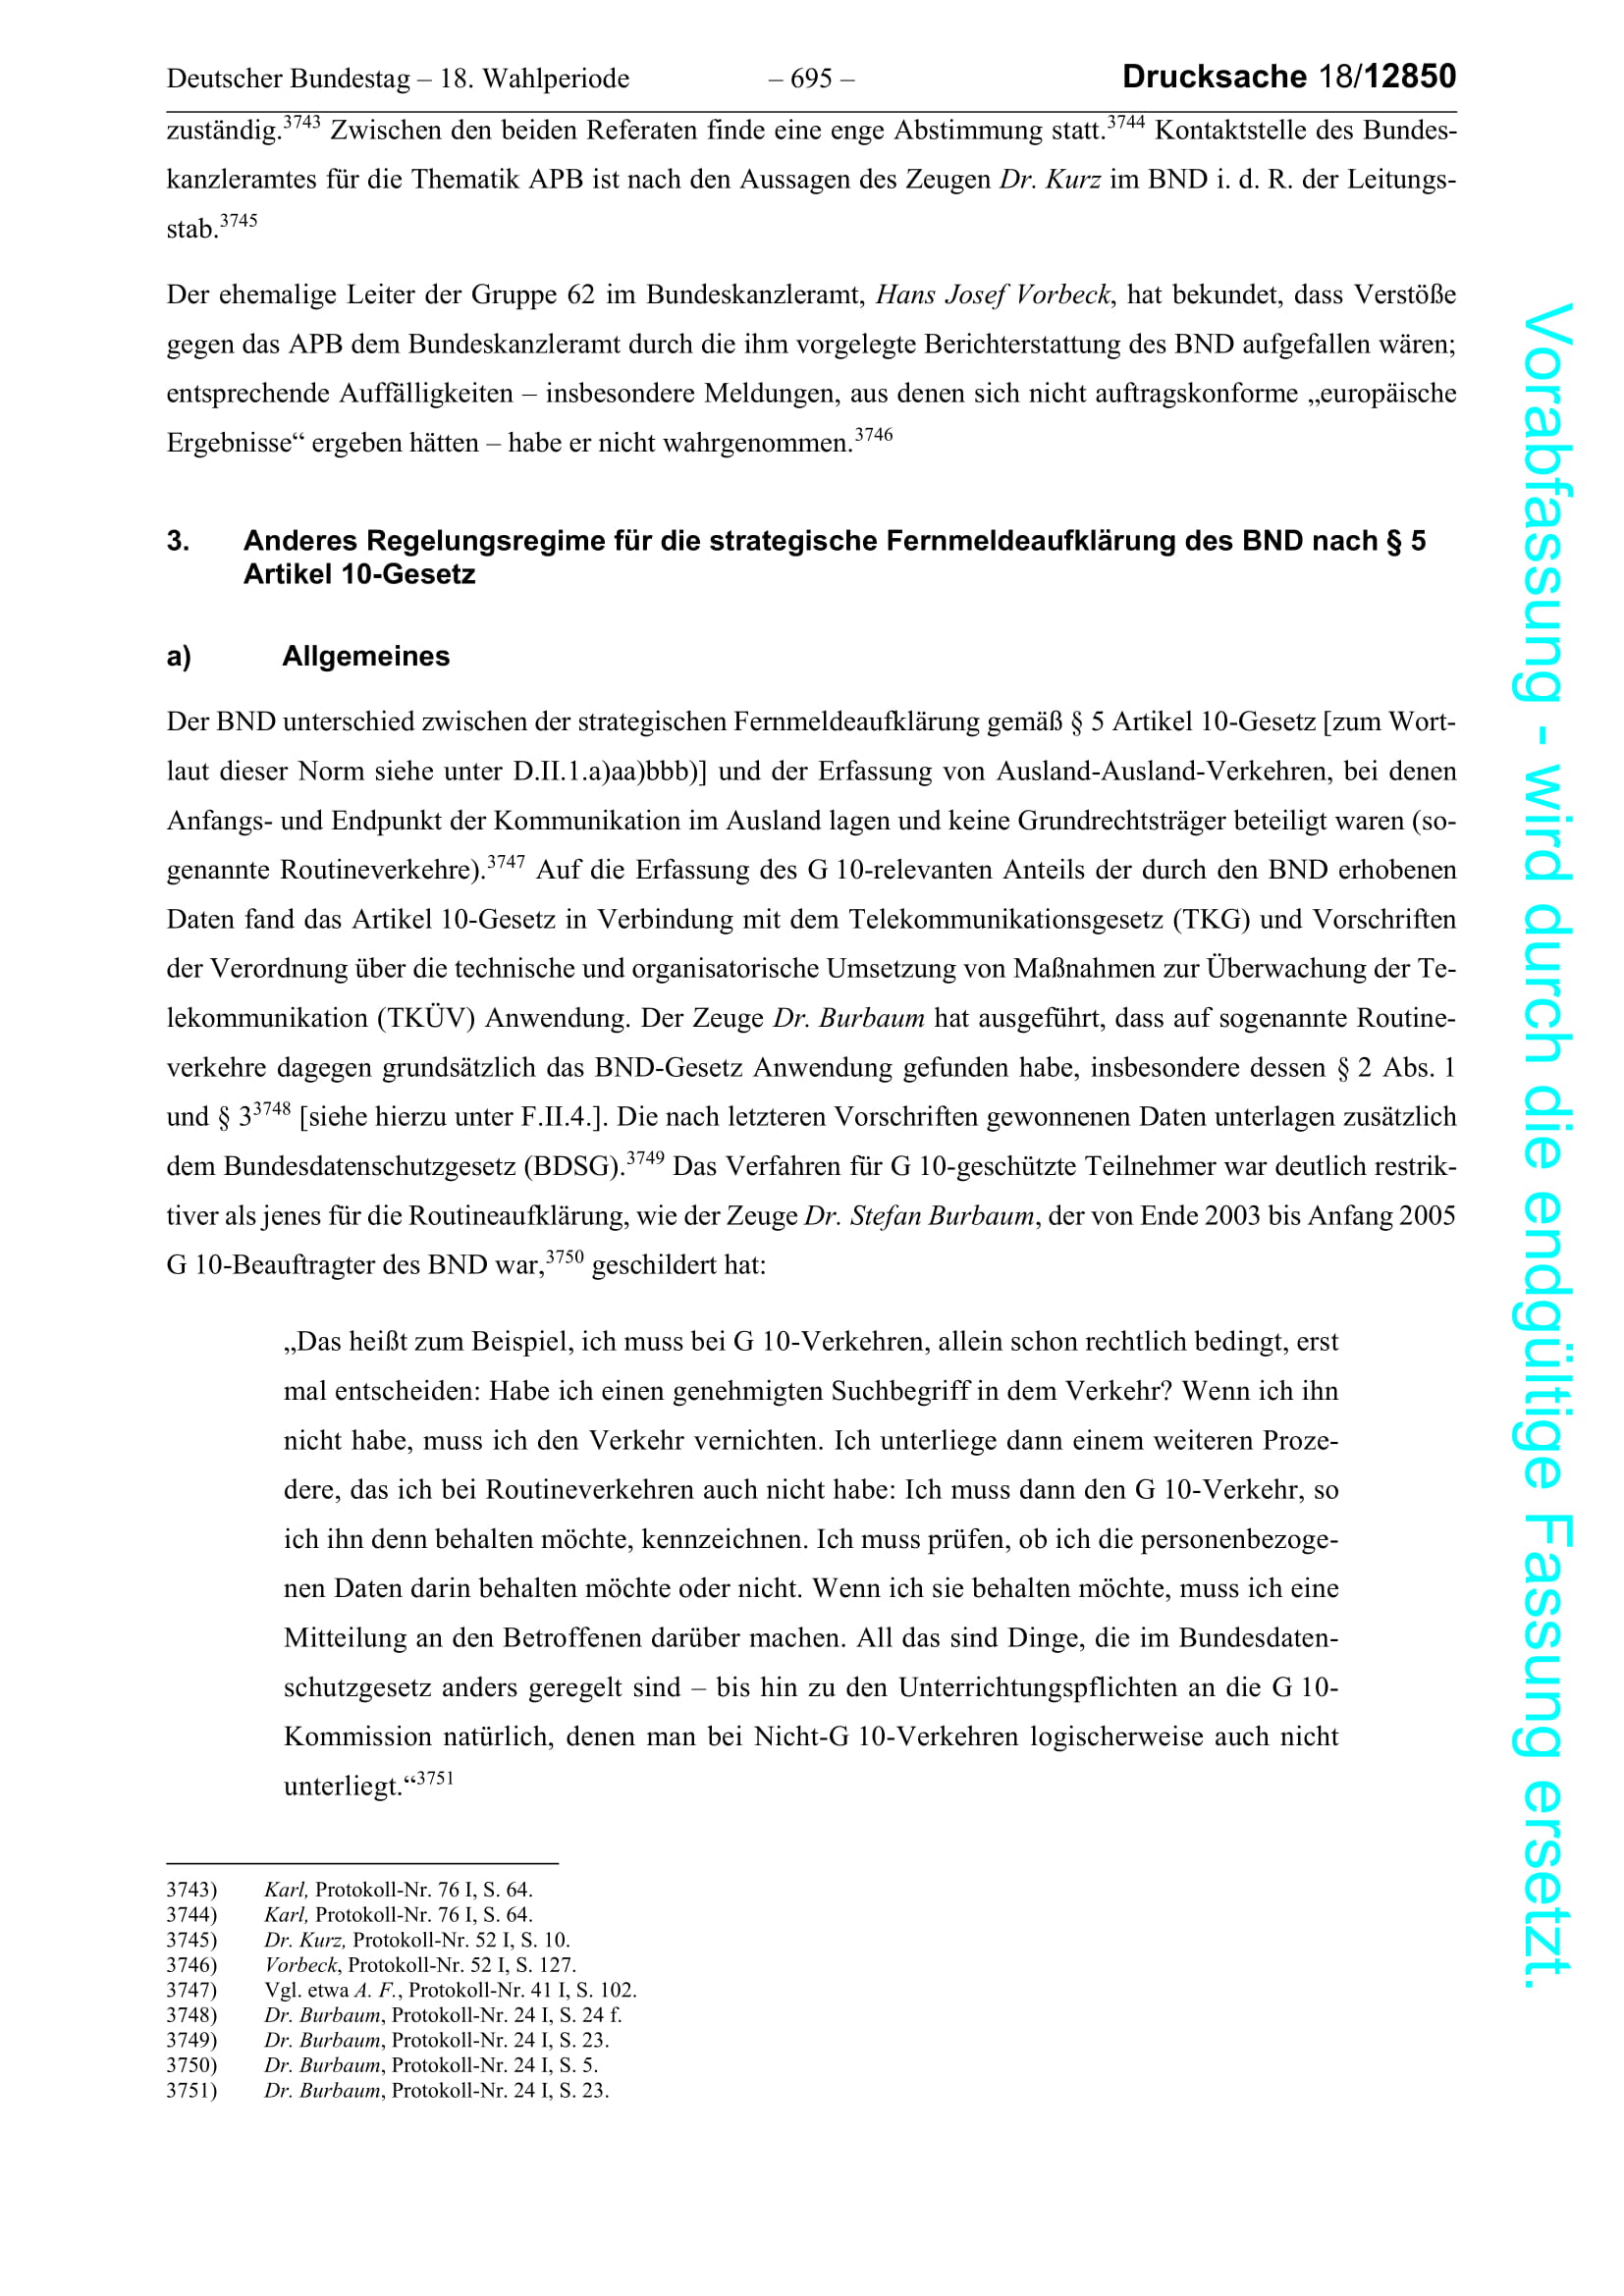 Deutscher Bundestag – 18. Wahlperiode – 695 – Drucksache 18/12850
zuständig.3743 Zwischen den beiden Referaten finde eine enge Abstimmung statt.3744 Kontaktstelle des Bundes-
kanzleramtes für die Thematik APB ist nach den Aussagen des Zeugen Dr. Kurz im BND i. d. R. der Leitungs-
stab.3745
Der ehemalige Leiter der Gruppe 62 im Bundeskanzleramt, Hans Josef Vorbeck, hat bekundet, dass Verstöße
gegen das APB dem Bundeskanzleramt durch die ihm vorgelegte Berichterstattung des BND aufgefallen wären;
entsprechende Auffälligkeiten – insbesondere Meldungen, aus denen sich nicht auftragskonforme „europäische
Ergebnisse“ ergeben hätten – habe er nicht wahrgenommen.3746
3. Anderes Regelungsregime für die strategische Fernmeldeaufklärung des BND nach § 5
Artikel 10-Gesetz
a) Allgemeines
Der BND unterschied zwischen der strategischen Fernmeldeaufklärung gemäß § 5 Artikel 10-Gesetz [zum Wort-
laut dieser Norm siehe unter D.II.1.a)aa)bbb)] und der Erfassung von Ausland-Ausland-Verkehren, bei denen
Anfangs- und Endpunkt der Kommunikation im Ausland lagen und keine Grundrechtsträger beteiligt waren (so-
genannte Routineverkehre).3747 Auf die Erfassung des G 10-relevanten Anteils der durch den BND erhobenen
Daten fand das Artikel 10-Gesetz in Verbindung mit dem Telekommunikationsgesetz (TKG) und Vorschriften
der Verordnung über die technische und organisatorische Umsetzung von Maßnahmen zur Überwachung der Te-
lekommunikation (TKÜV) Anwendung. Der Zeuge Dr. Burbaum hat ausgeführt, dass auf sogenannte Routine-
verkehre dagegen grundsätzlich das BND-Gesetz Anwendung gefunden habe, insbesondere dessen § 2 Abs. 1
und § 33748 [siehe hierzu unter F.II.4.]. Die nach letzteren Vorschriften gewonnenen Daten unterlagen zusätzlich
dem Bundesdatenschutzgesetz (BDSG).3749 Das Verfahren für G 10-geschützte Teilnehmer war deutlich restrik-
tiver als jenes für die Routineaufklärung, wie der Zeuge Dr. Stefan Burbaum, der von Ende 2003 bis Anfang 2005
G 10-Beauftragter des BND war,3750 geschildert hat:
„Das heißt zum Beispiel, ich muss bei G 10-Verkehren, allein schon rechtlich bedingt, erst
mal entscheiden: Habe ich einen genehmigten Suchbegriff in dem Verkehr? Wenn ich ihn
nicht habe, muss ich den Verkehr vernichten. Ich unterliege dann einem weiteren Proze-
dere, das ich bei Routineverkehren auch nicht habe: Ich muss dann den G 10-Verkehr, so
ich ihn denn behalten möchte, kennzeichnen. Ich muss prüfen, ob ich die personenbezoge-
nen Daten darin behalten möchte oder nicht. Wenn ich sie behalten möchte, muss ich eine
Mitteilung an den Betroffenen darüber machen. All das sind Dinge, die im Bundesdaten-
schutzgesetz anders geregelt sind – bis hin zu den Unterrichtungspflichten an die G 10-
Kommission natürlich, denen man bei Nicht-G 10-Verkehren logischerweise auch nicht
unterliegt.“3751
3743) Karl, Protokoll-Nr. 76 I, S. 64.
3744) Karl, Protokoll-Nr. 76 I, S. 64.
3745) Dr. Kurz, Protokoll-Nr. 52 I, S. 10.
3746) Vorbeck, Protokoll-Nr. 52 I, S. 127.
3747) Vgl. etwa A. F., Protokoll-Nr. 41 I, S. 102.
3748) Dr. Burbaum, Protokoll-Nr. 24 I, S. 24 f.
3749) Dr. Burbaum, Protokoll-Nr. 24 I, S. 23.
3750) Dr. Burbaum, Protokoll-Nr. 24 I, S. 5.
3751) Dr. Burbaum, Protokoll-Nr. 24 I, S. 23.
Vorabfassung - wird durch die endgültige Fassung ersetzt.